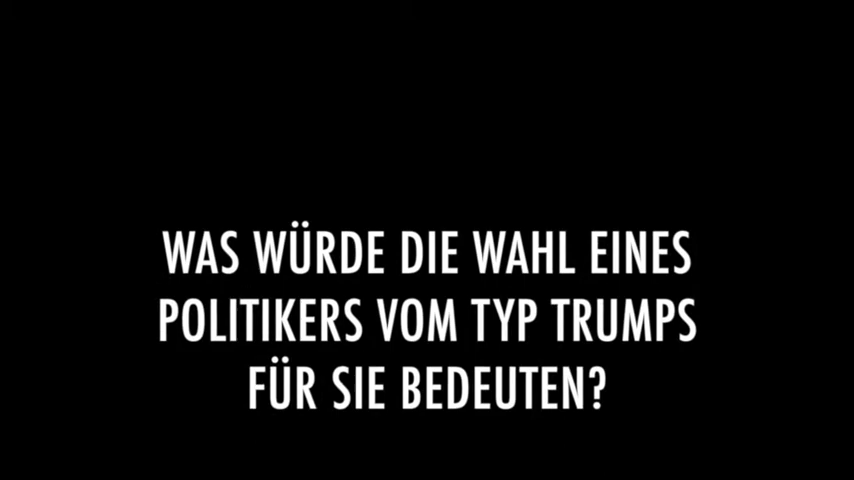 WAS WÜRDE DIE WAHL EINES
POLITIKERS VOM TYP TRUMPS
FÜR SIE BEDEUTEN?